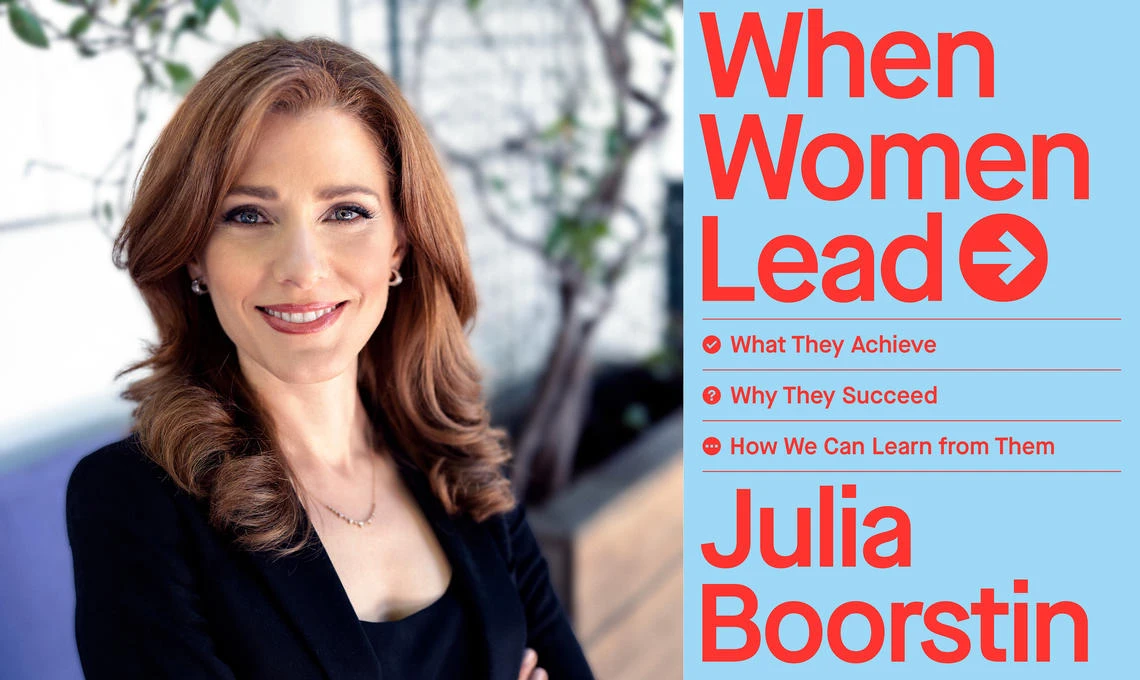 When
Women
Lead
What They Achieve
Why They Succeed
How We Can Learn from Them
Julia
Boorstin